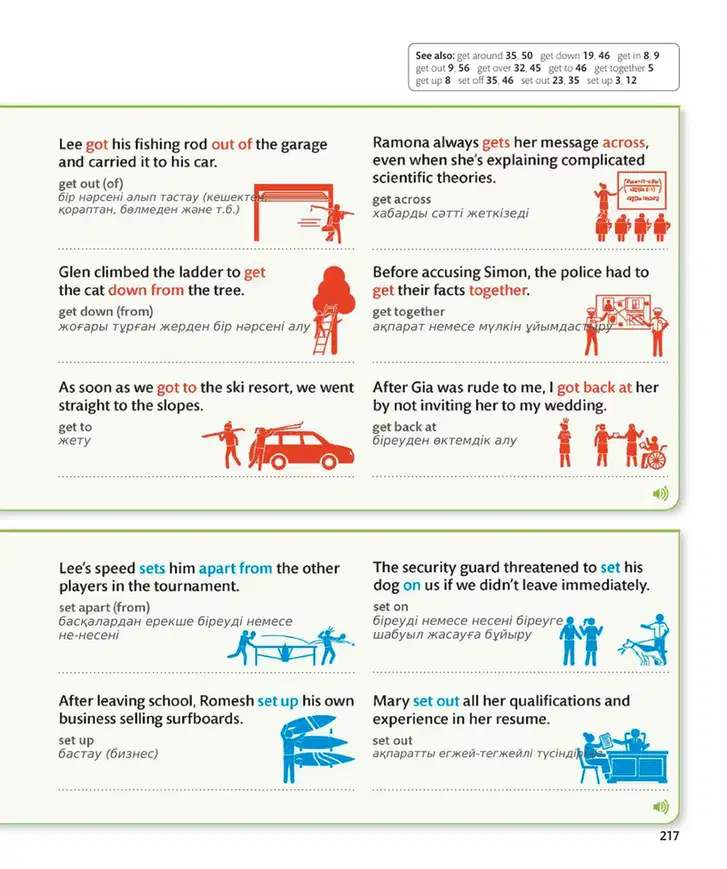 See also: get around 35, 50 get down 19, 46 get in 8, 9
get out 9, 56 get over 32, 45 get to 46 get together 5
get up 8 set off 35, 46 set out 23, 35 set up 3, 12
Lee got his fishing rod out of the garage
and carried it to his car.
get out (of)
бір нәрсені алып тастау (кешектен,
қораптан, бөлмеден және т.б.)
Ramona always gets her message across,
even when she's explaining complicated
scientific theories.
get across
хабарды сәтті жеткізеді
Glen climbed the ladder to get
the cat down from the tree.
get down (from)
жоғары тұрған жерден бір нәрсені алу
Before accusing Simon, the police had to
get their facts together.
get together
ақпарат немесе мүлкін ұйымдастыру
As soon as we got to the ski resort, we went
straight to the slopes.
get to
жету
After Gia was rude to me, I got back at her
by not inviting her to my wedding.
get back at
біреуден өктемдік алу
Lee's speed sets him apart from the other
players in the tournament.
set apart (from)
басқалардан ерекше біреуді немесе
не-несені
The security guard threatened to set his
dog on us if we didn't leave immediately.
set on
біреуді немесе несені біреуге
шабуыл жасауға бұйыру
After leaving school, Romesh set up his own
business selling surfboards.
set up
бастау (бизнес)
Mary set out all her qualifications and
experience in her resume.
set out
ақпаратты егжей-тегжейлі түсіндіріңіз
217